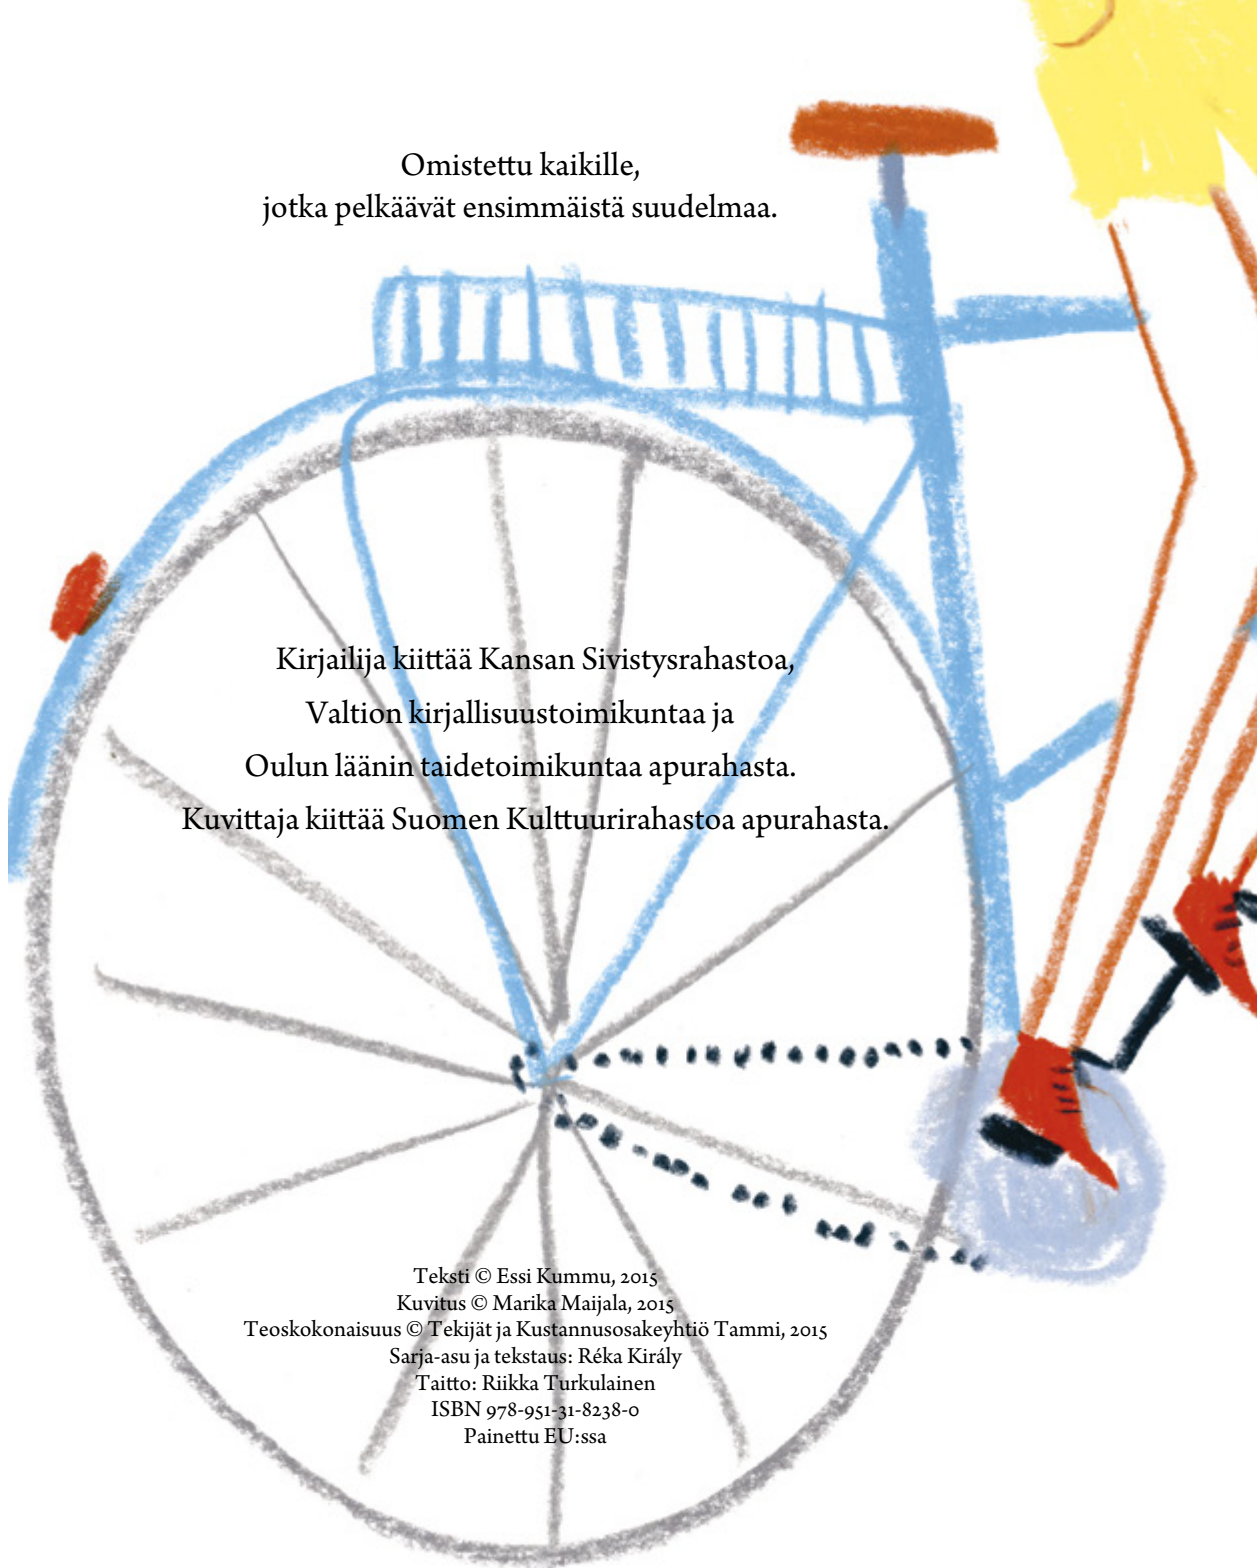 Omistettu kaikille,
jotka pelkäävät ensimmäistä suudelmaa.
Kirjailija kiittää Kansan Sivistysrahastoa,
Valtion kirjallisuustoimikuntaa ja
Oulun läänin taidetoimikuntaa apurahasta.
Kuvittaja kiittää Suomen Kulttuurirahastoa apurahasta.
Teksti © Essi Kummu, 2015
Kuvitus © Marika Maijala, 2015
Teoskokonaisuus © Tekijät ja Kustannusosakeyhtiö Tammi, 2015
Sarja-asu ja tekstaus: Réka Király
Taitto: Riikka Turkulainen
ISBN 978-951-31-8238-0
Painettu EU:ssa